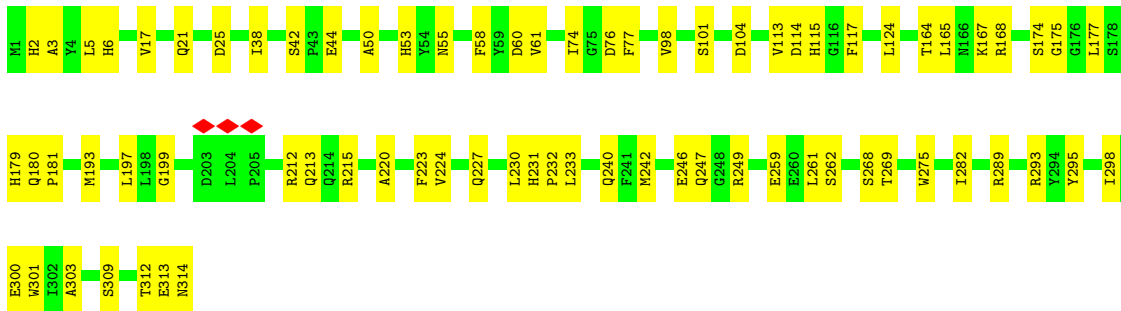 M1 H2 A3 Y4 L5 H6 V17 Q21 D25 I38 S42 P43 E44 A50 H53 Y54 N55 F58 Y59 D60 V61 I74 G75 D76 F77 V98 S101 D104 V113 D114 H115 G116 F117 L124 T164 L165 N166 K167 R168 S174 G175 G176 L177 S178
H179 Q180 P181 M193 L197 L198 G199 D203 L204 P205 R212 Q213 Q214 R215 A220 F223 V224 Q227 L230 H231 P232 L233 Q240 F241 M242 E246 Q247 G248 R249 E259 E260 L261 S262 S268 T269 W275 I282 R289 R293 Y294 Y295 I298
E300 W301 I302 A303 S309 T312 E313 N314